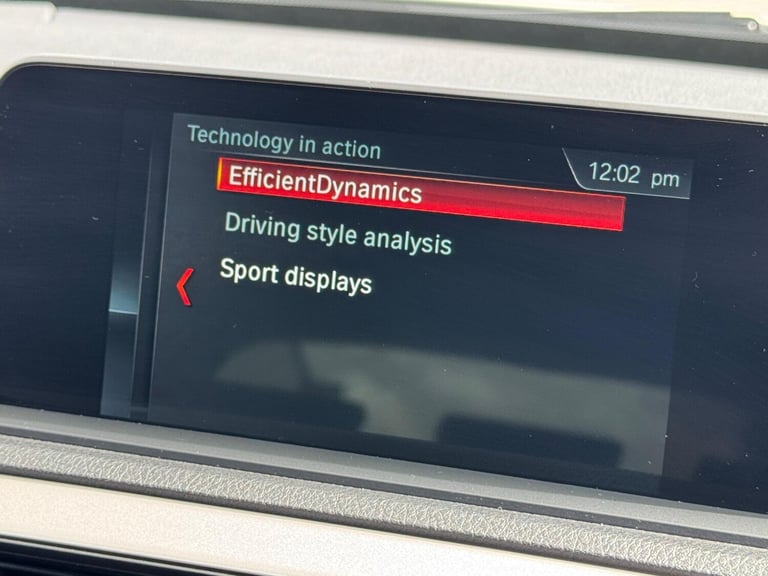 Technology in action
12:02 pm
EfficientDynamics
Driving style analysis
Sport displays